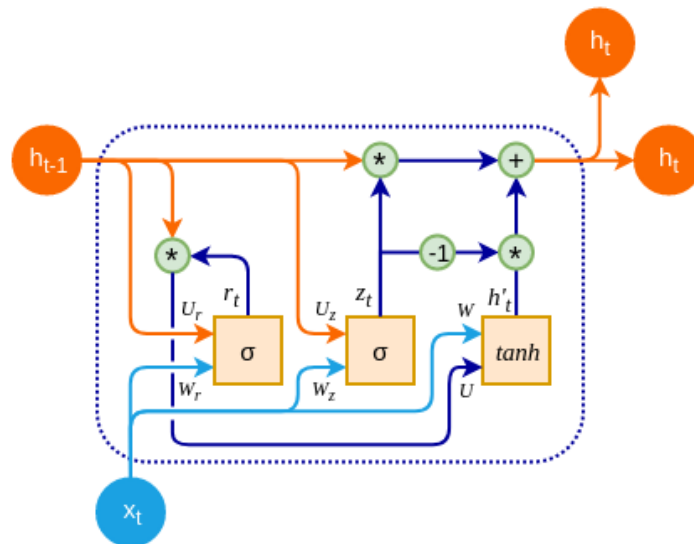 h_t
h_{t-1} * + h_t
* -1 *
r_t z_t h'_t
U_r U_z W
σ σ tanh
W_r W_z U
x_t